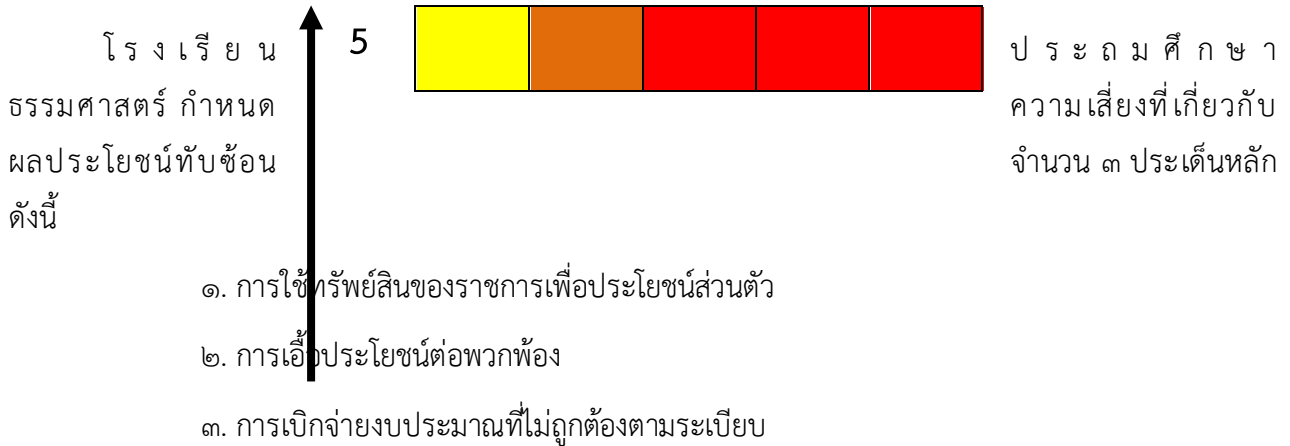 โรงเรียน 5 ประถมศึกษา
ธรรมศาสตร์ กำหนด ความเสี่ยงที่เกี่ยวกับ
ผลประโยชน์ทับซ้อน จำนวน ๓ ประเด็นหลัก
ดังนี้
๑. การใช้ทรัพย์สินของราชการเพื่อประโยชน์ส่วนตัว
๒. การเอื้อประโยชน์ต่อพวกพ้อง
๓. การเบิกจ่ายงบประมาณที่ไม่ถูกต้องตามระเบียบ